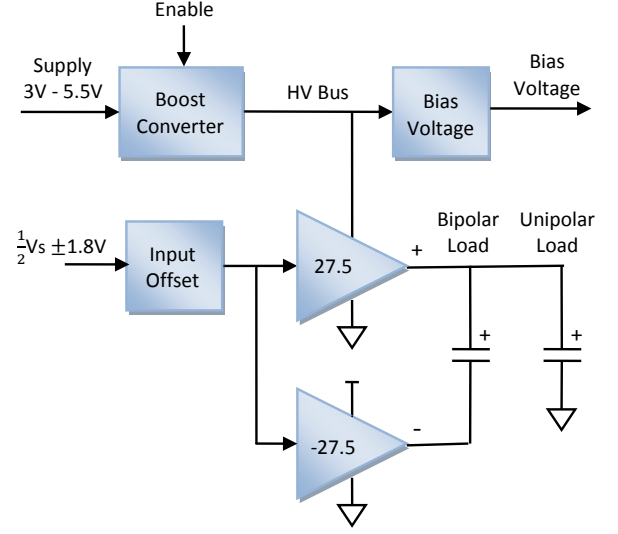 Enable
Supply
3V - 5.5V
Boost
Converter
HV Bus
Bias
Voltage
Bias
Voltage
½Vs ±1.8V
Input
Offset
27.5
+
Bipolar
Load
Unipolar
Load
+
+
-27.5
-